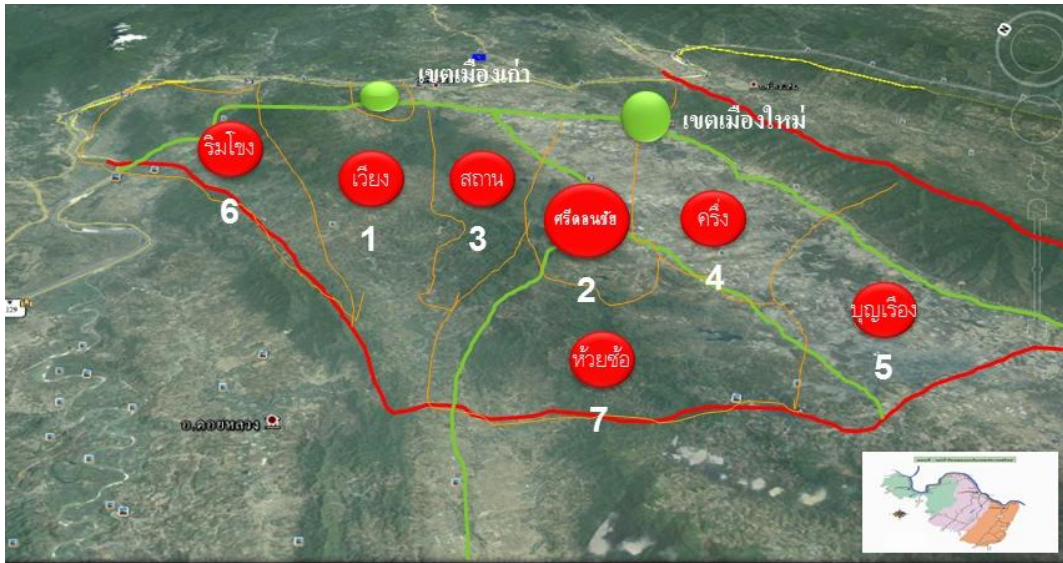 N
เขตเมืองเก่า
เขตเมืองใหม่
ริมโขง
เวียง
สถาน
ศรีดอนชัย
ครึ่ง
6
1
3
2
4
บุญเรือง
5
ห้วยซ้อ
7
129
อ.ดอยหลวง